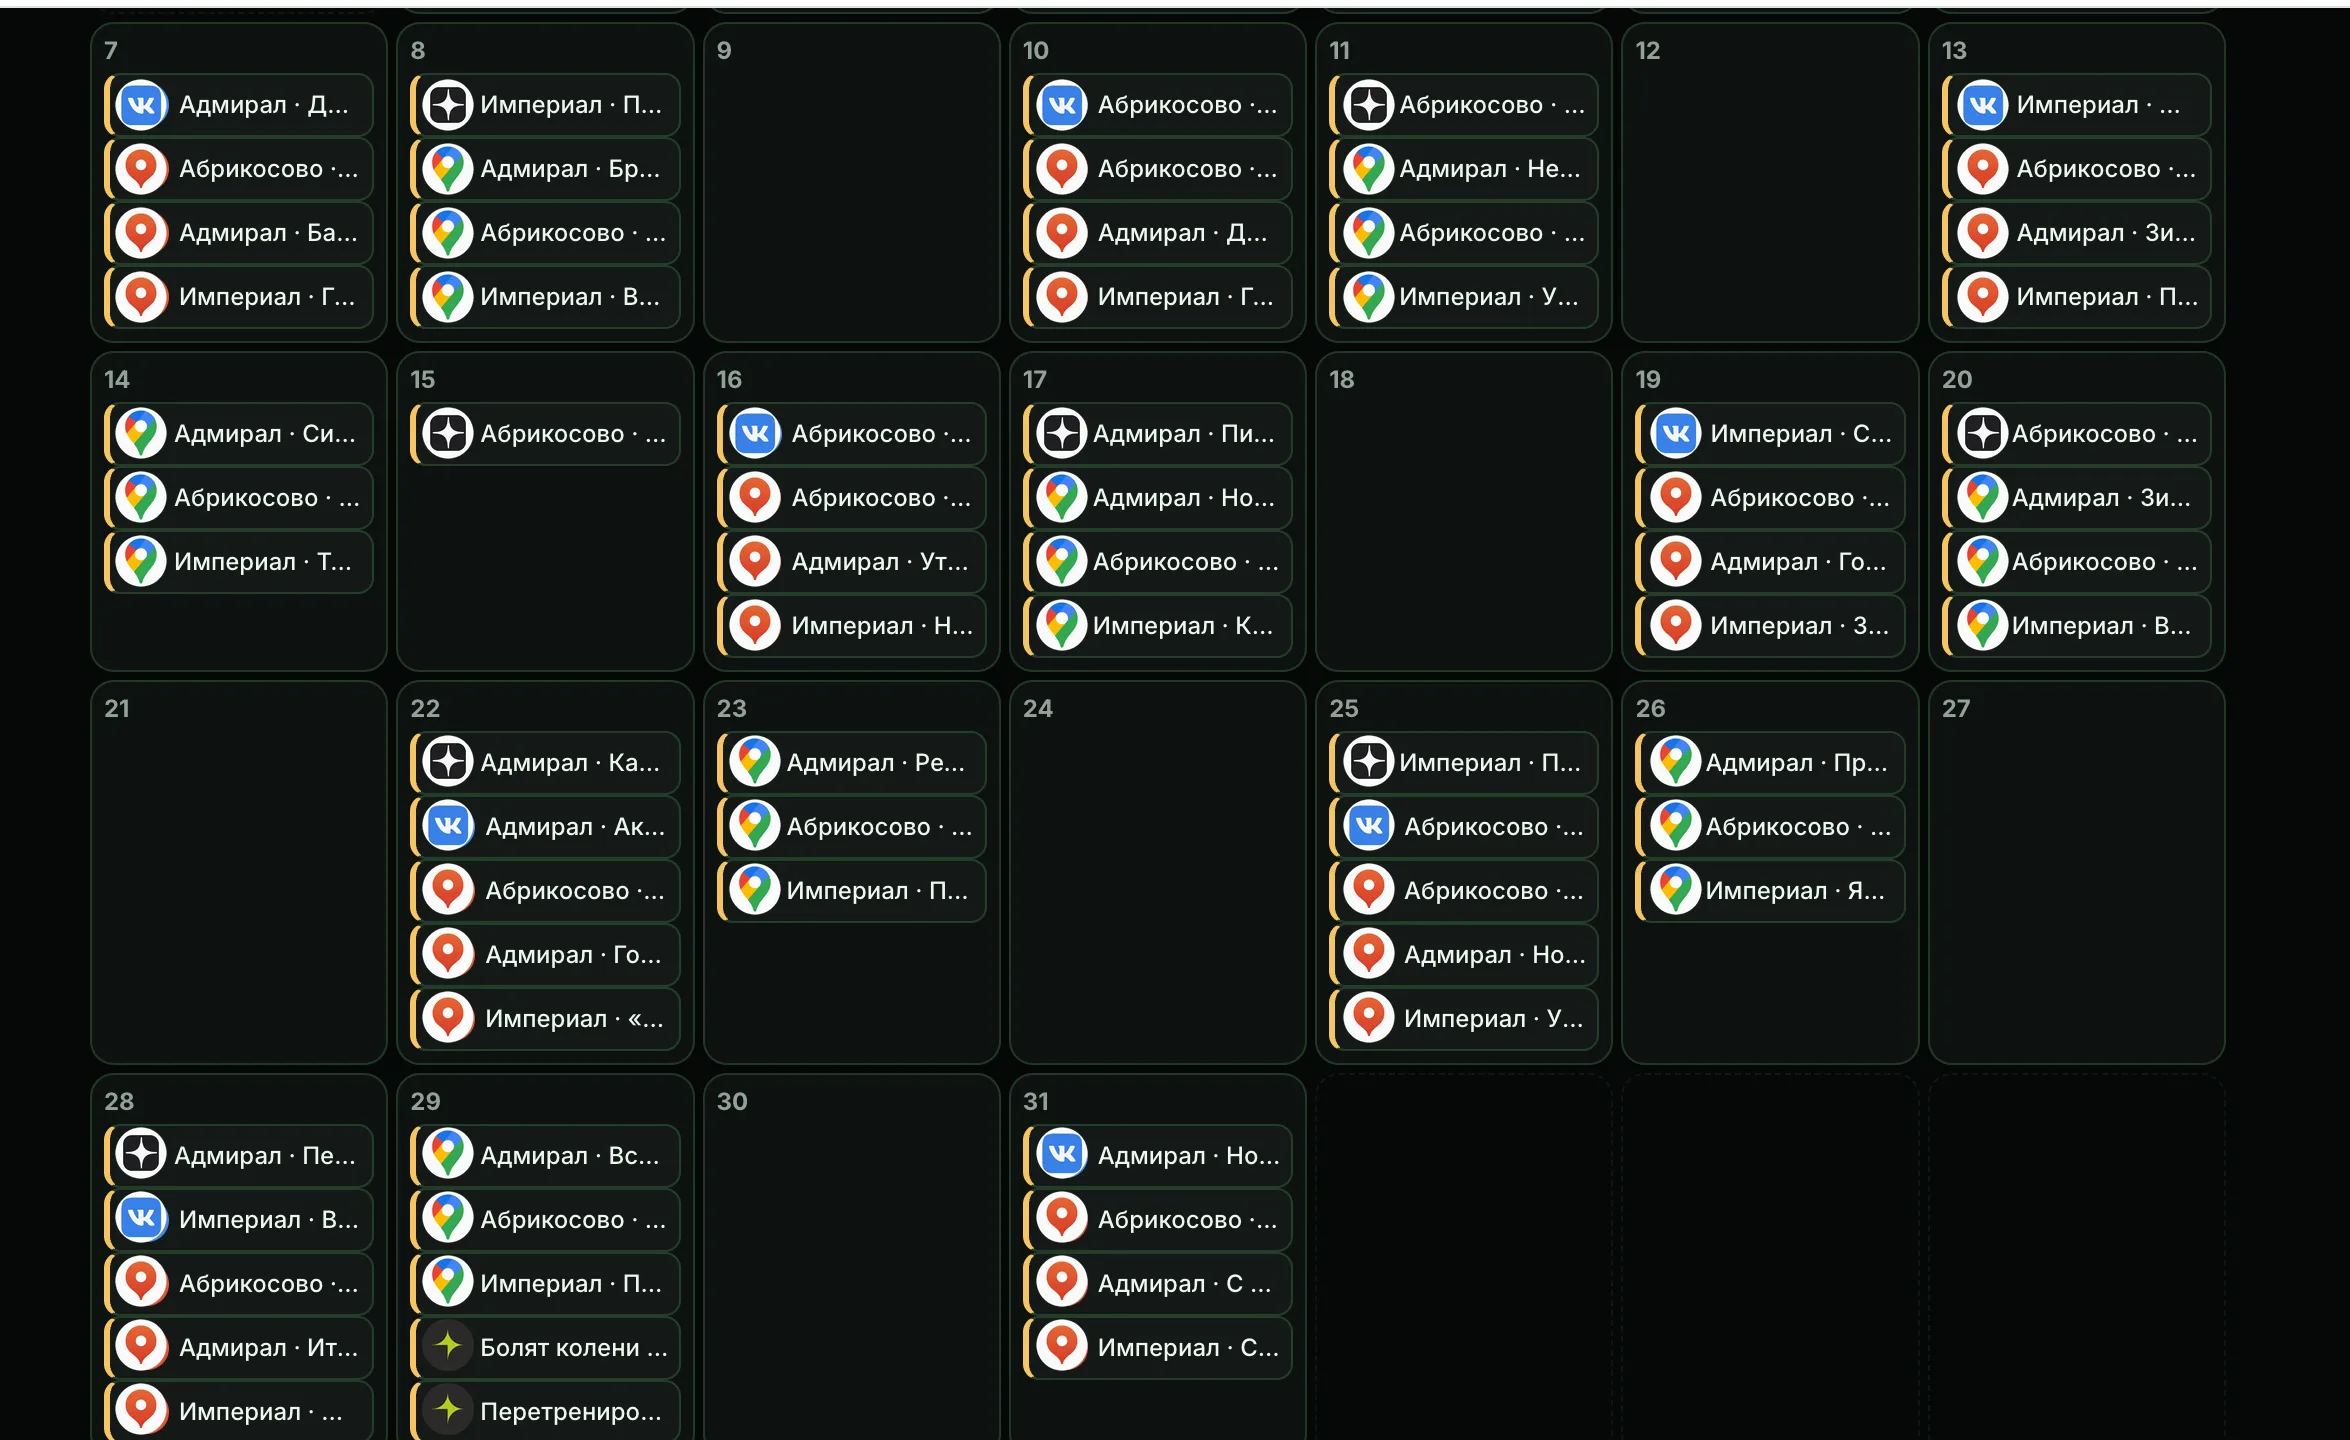 7
Адмирал · Д...
Абрикосово ·...
Адмирал · Ба...
Империал · Г...
8
Империал · П...
Адмирал · Бр...
Абрикосово · ...
Империал · В...
9
10
Абрикосово ·...
Абрикосово ·...
Адмирал · Д...
Империал · Г...
11
Абрикосово · ...
Адмирал · Не...
Абрикосово · ...
Империал · У...
12
13
Империал · ...
Абрикосово ·...
Адмирал · Зи...
Империал · П...
14
Адмирал · Си...
Абрикосово · ...
Империал · Т...
15
Абрикосово · ...
16
Абрикосово ·...
Абрикосово ·...
Адмирал · Ут...
Империал · Н...
17
Адмирал · Пи...
Адмирал · Но...
Абрикосово · ...
Империал · К...
18
19
Империал · С...
Абрикосово ·...
Адмирал · Го...
Империал · З...
20
Абрикосово · ...
Адмирал · Зи...
Абрикосово · ...
Империал · В...
21
22
Адмирал · Ка...
Адмирал · Ак...
Абрикосово ·...
Адмирал · Го...
Империал · «...
23
Адмирал · Ре...
Абрикосово · ...
Империал · П...
24
25
Империал · П...
Абрикосово ·...
Абрикосово ·...
Адмирал · Но...
Империал · У...
26
Адмирал · Пр...
Абрикосово · ...
Империал · Я...
27
28
Адмирал · Пе...
Империал · В...
Абрикосово ·...
Адмирал · Ит...
Империал · ...
29
Адмирал · Вс...
Абрикосово · ...
Империал · П...
Болят колени ...
Перетрениро...
30
31
Адмирал · Но...
Абрикосово ·...
Адмирал · С ...
Империал · С...